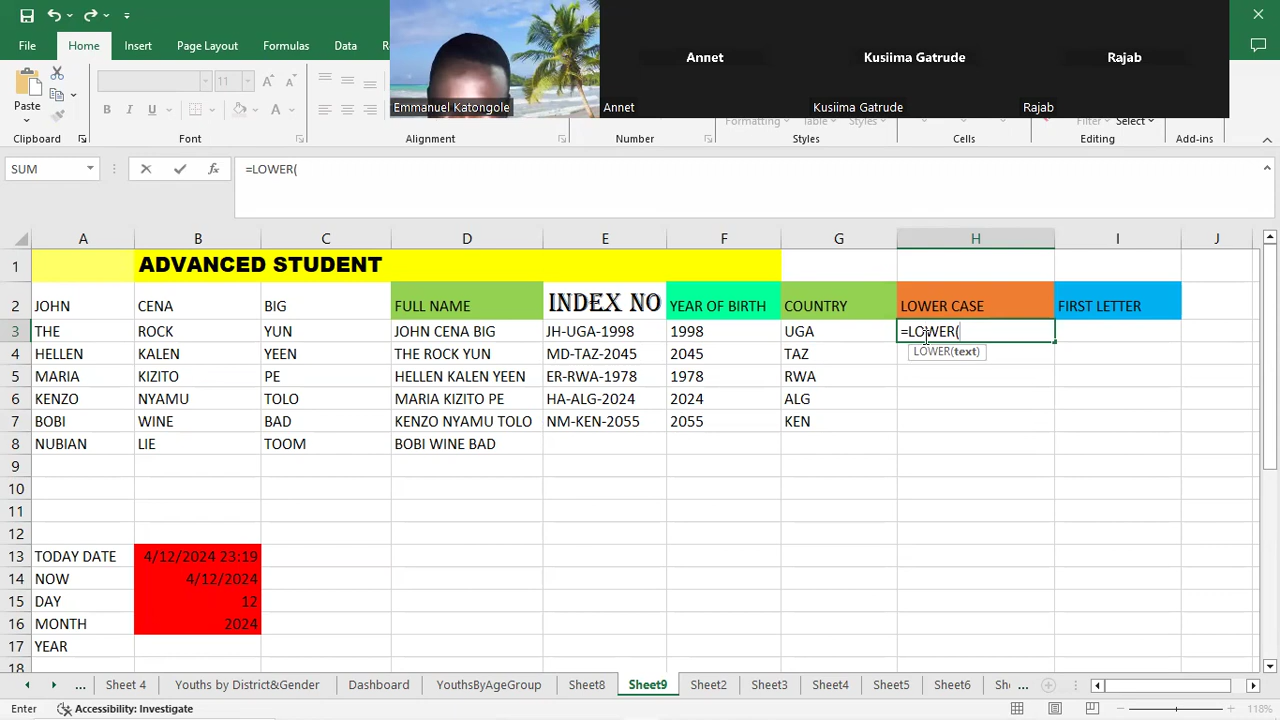 Emmanuel Katongole
Annet
Annet
Kusiima Gatrude
Kusiima Gatrude
Rajab
Rajab
File Home Insert Page Layout Formulas Data
11 A A
Paste B I U A
Formatting Table Styles Filter Select
Alignment Number Styles Cells Editing Add-ins
SUM fx =LOWER(
A B C D E F G H I J
1 ADVANCED STUDENT
2 JOHN CENA BIG FULL NAME INDEX NO YEAR OF BIRTH COUNTRY LOWER CASE FIRST LETTER
3 THE ROCK YUN JOHN CENA BIG JH-UGA-1998 1998 UGA =LOWER(
LOWER(text)
4 HELLEN KALEN YEEN THE ROCK YUN MD-TAZ-2045 2045 TAZ
5 MARIA KIZITO PE HELLEN KALEN YEEN ER-RWA-1978 1978 RWA
6 KENZO NYAMU TOLO MARIA KIZITO PE HA-ALG-2024 2024 ALG
7 BOBI WINE BAD KENZO NYAMU TOLO NM-KEN-2055 2055 KEN
8 NUBIAN LIE TOOM BOBI WINE BAD
9
10
11
12
13 TODAY DATE 4/12/2024 23:19
14 NOW 4/12/2024
15 DAY 12
16 MONTH 2024
17 YEAR
18
... Sheet 4 Youths by District&Gender Dashboard YouthsByAgeGroup Sheet8 Sheet9 Sheet2 Sheet3 Sheet4 Sheet5 Sheet6 Sh ...
Enter Accessibility: Investigate 118%